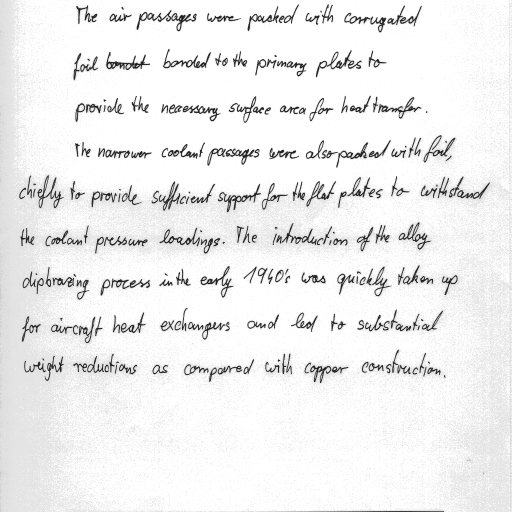 The air passages were packed with corrugated
foil bonded to the primary plates to
provide the necessary surface area for heat transfer.
The narrower coolant passages were also packed with foil,
chiefly to provide sufficient support for the flat plates to withstand
the coolant pressure loadings. The introduction of the alloy
dipbrazing process in the early 1940's was quickly taken up
for aircraft heat exchangers and led to substantial
weight reductions as compared with copper construction.